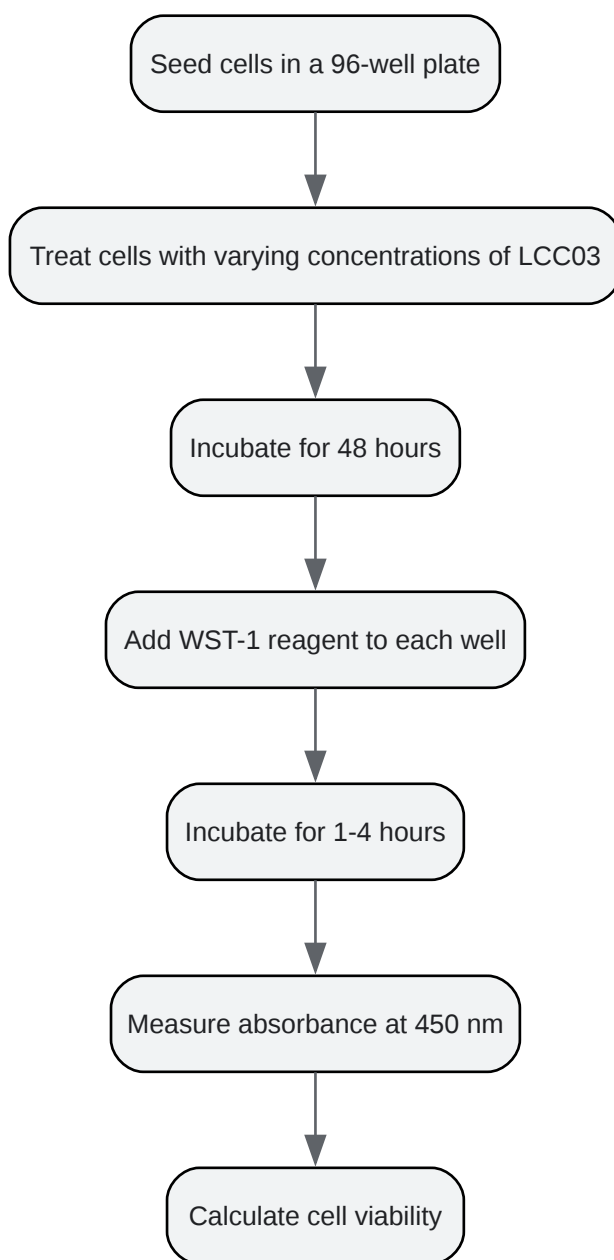 Seed cells in a 96-well plate
Treat cells with varying concentrations of LCC03
Incubate for 48 hours
Add WST-1 reagent to each well
Incubate for 1-4 hours
Measure absorbance at 450 nm
Calculate cell viability